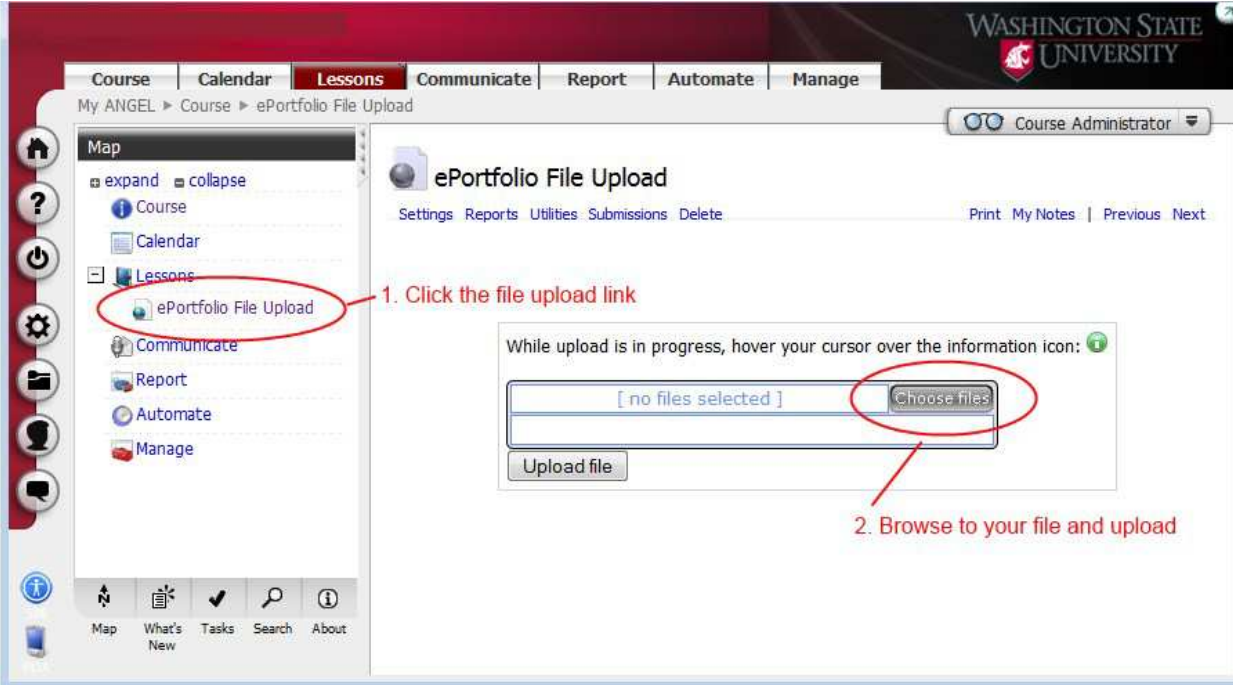 WASHINGTON STATE
UNIVERSITY
Course Calendar Lessons Communicate Report Automate Manage
My ANGEL ▸ Course ▸ ePortfolio File Upload
Course Administrator
Map
expand collapse
Course
Calendar
Lessons
ePortfolio File Upload
Communicate
Report
Automate
Manage
Map What's New Tasks Search About
ePortfolio File Upload
Settings Reports Utilities Submissions Delete
Print My Notes | Previous Next
1. Click the file upload link
While upload is in progress, hover your cursor over the information icon:
[ no files selected ] Choose files
Upload file
2. Browse to your file and upload